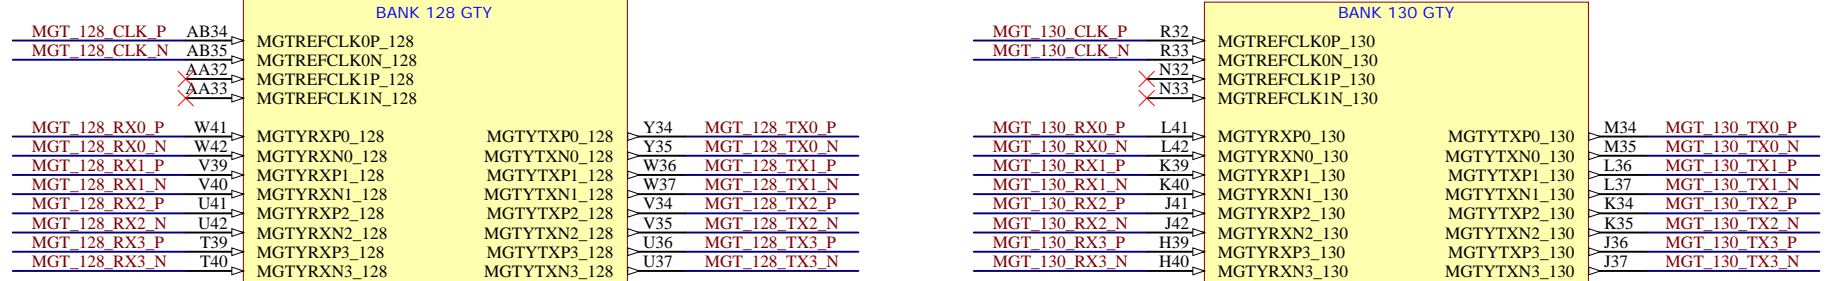 BANK 128 GTY
MGT_128_CLK_P AB34 MGTREFCLK0P_128
MGT_128_CLK_N AB35 MGTREFCLK0N_128
AA32 MGTREFCLK1P_128
AA33 MGTREFCLK1N_128
MGT_128_RX0_P W41 MGTYRXP0_128 MGTYTXP0_128 Y34 MGT_128_TX0_P
MGT_128_RX0_N W42 MGTYRXN0_128 MGTYTXN0_128 Y35 MGT_128_TX0_N
MGT_128_RX1_P V39 MGTYRXP1_128 MGTYTXP1_128 W36 MGT_128_TX1_P
MGT_128_RX1_N V40 MGTYRXN1_128 MGTYTXN1_128 W37 MGT_128_TX1_N
MGT_128_RX2_P U41 MGTYRXP2_128 MGTYTXP2_128 V34 MGT_128_TX2_P
MGT_128_RX2_N U42 MGTYRXN2_128 MGTYTXN2_128 V35 MGT_128_TX2_N
MGT_128_RX3_P T39 MGTYRXP3_128 MGTYTXP3_128 U36 MGT_128_TX3_P
MGT_128_RX3_N T40 MGTYRXN3_128 MGTYTXN3_128 U37 MGT_128_TX3_N
BANK 130 GTY
MGT_130_CLK_P R32 MGTREFCLK0P_130
MGT_130_CLK_N R33 MGTREFCLK0N_130
N32 MGTREFCLK1P_130
N33 MGTREFCLK1N_130
MGT_130_RX0_P L41 MGTYRXP0_130 MGTYTXP0_130 M34 MGT_130_TX0_P
MGT_130_RX0_N L42 MGTYRXN0_130 MGTYTXN0_130 M35 MGT_130_TX0_N
MGT_130_RX1_P K39 MGTYRXP1_130 MGTYTXP1_130 L36 MGT_130_TX1_P
MGT_130_RX1_N K40 MGTYRXN1_130 MGTYTXN1_130 L37 MGT_130_TX1_N
MGT_130_RX2_P J41 MGTYRXP2_130 MGTYTXP2_130 K34 MGT_130_TX2_P
MGT_130_RX2_N J42 MGTYRXN2_130 MGTYTXN2_130 K35 MGT_130_TX2_N
MGT_130_RX3_P H39 MGTYRXP3_130 MGTYTXP3_130 J36 MGT_130_TX3_P
MGT_130_RX3_N H40 MGTYRXN3_130 MGTYTXN3_130 J37 MGT_130_TX3_N